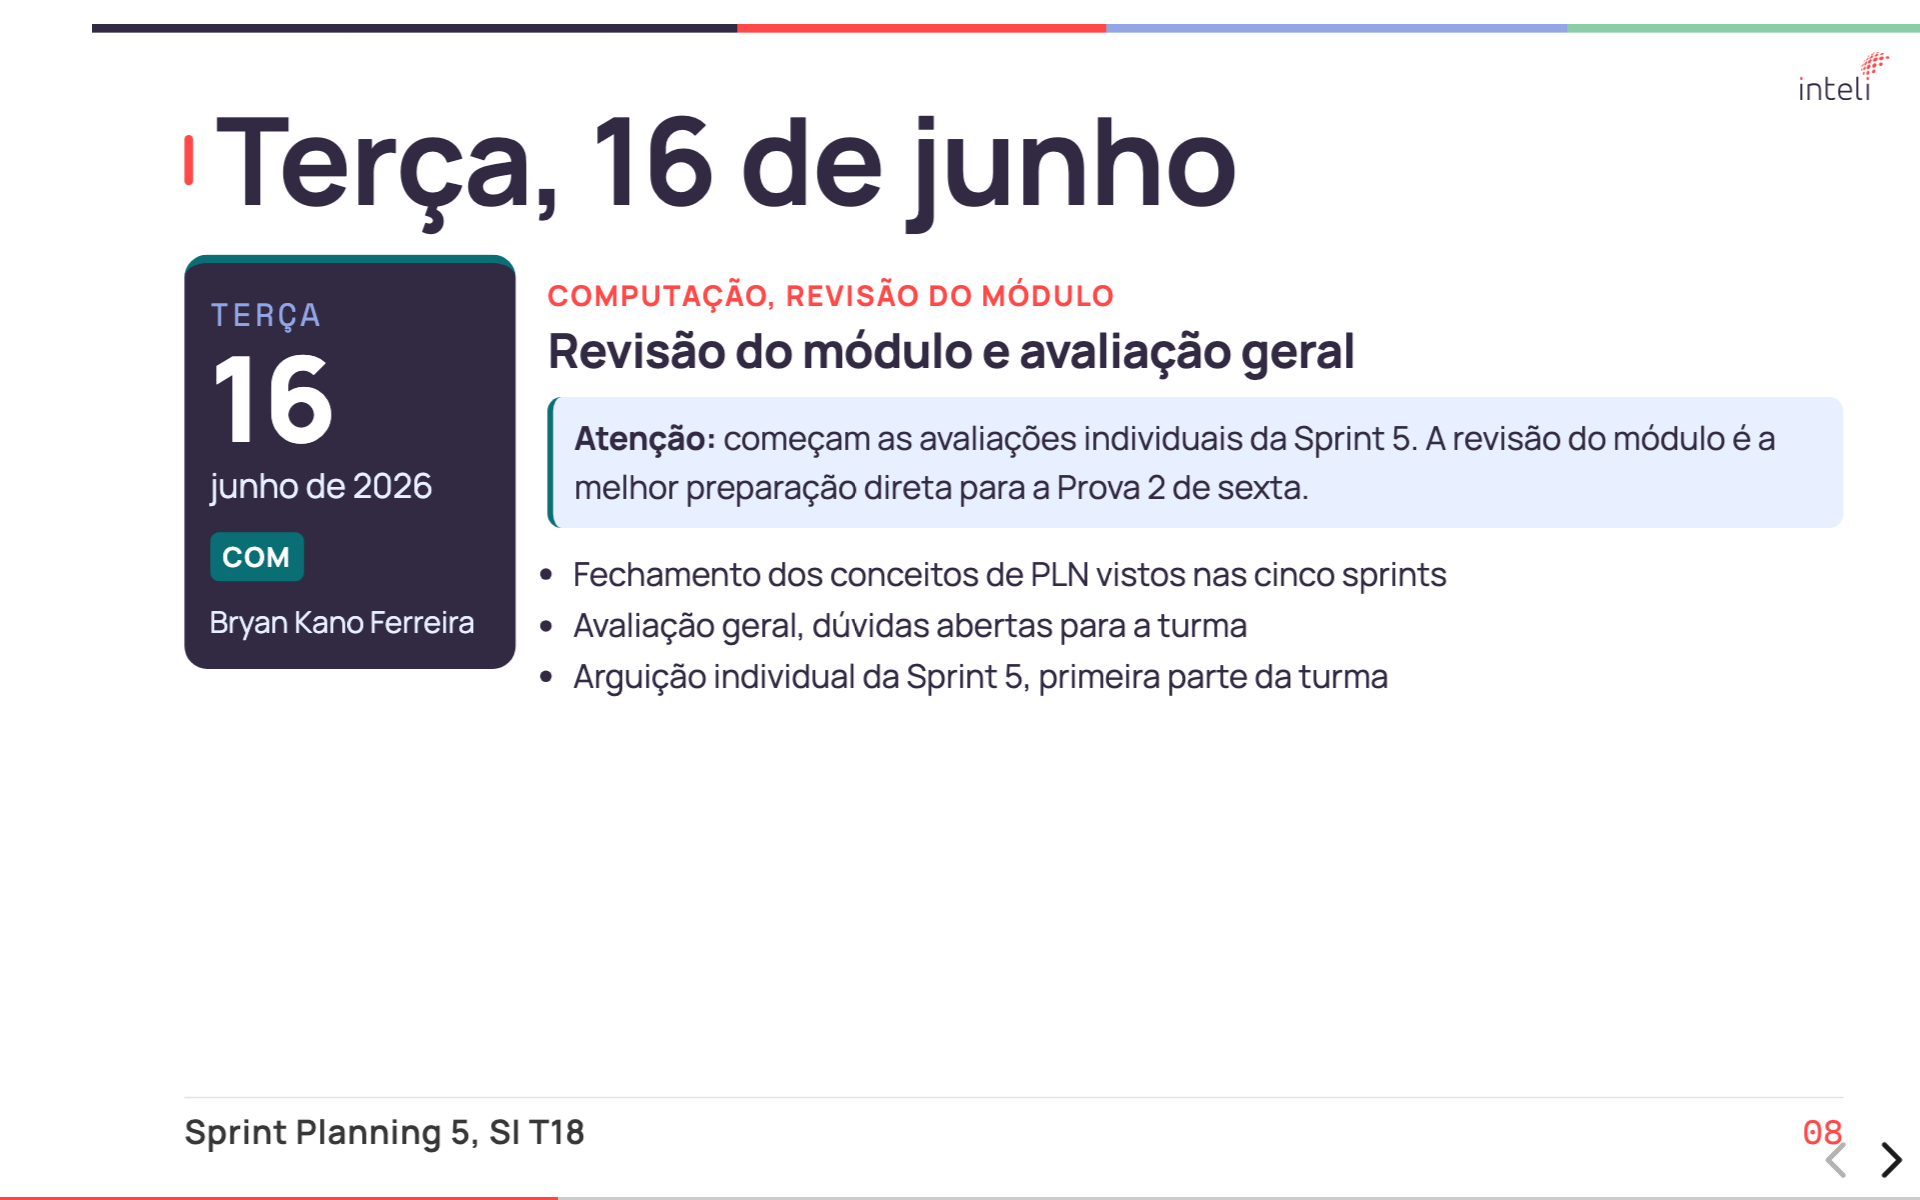 inteli
Terça, 16 de junho
TERÇA
16
junho de 2026
COM
Bryan Kano Ferreira
COMPUTAÇÃO, REVISÃO DO MÓDULO
Revisão do módulo e avaliação geral
Atenção: começam as avaliações individuais da Sprint 5. A revisão do módulo é a
melhor preparação direta para a Prova 2 de sexta.
• Fechamento dos conceitos de PLN vistos nas cinco sprints
• Avaliação geral, dúvidas abertas para a turma
• Arguição individual da Sprint 5, primeira parte da turma
Sprint Planning 5, SI T18
08